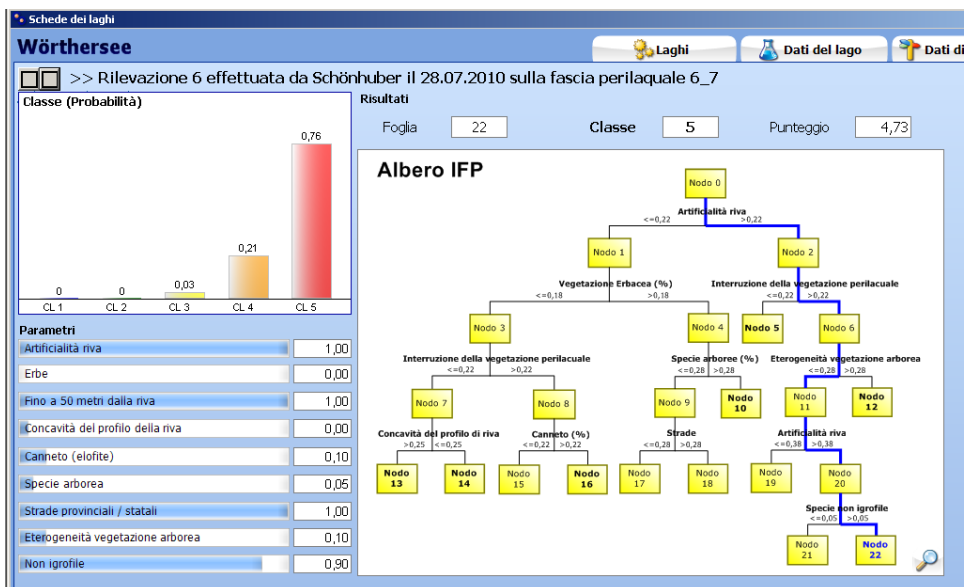 Schede dei laghi
Wörthersee
Laghi
Dati del lago
Dati di
>> Rilevazione 6 effettuata da Schönhuber il 28.07.2010 sulla fascia perilaquale 6_7
Classe (Probabilità)
0,76
0,21
0,03
0 0
CL 1 CL 2 CL 3 CL 4 CL 5
Parametri
Artificialità riva 1,00
Erbe 0,00
Fino a 50 metri dalla riva 1,00
Concavità del profilo della riva 0,00
Canneto (elofite) 0,10
Specie arborea 0,05
Strade provinciali / statali 1,00
Eterogeneità vegetazione arborea 0,10
Non igrofile 0,90
Risultati
Foglia 22 Classe 5 Punteggio 4,73
Albero IFP
Nodo 0
Artificialità riva
<=0,22 >0,22
Nodo 1 Nodo 2
Vegetazione Erbacea (%) Interruzione della vegetazione perilacuale
<=0,18 >0,18 <=0,22 >0,22
Nodo 3 Nodo 4 Nodo 5 Nodo 6
Interruzione della vegetazione perilacuale Specie arboree (%) Eterogeneità vegetazione arborea
<=0,22 >0,22 <=0,28 >0,28 <=0,28 >0,28
Nodo 7 Nodo 8 Nodo 9 Nodo 10 Nodo 11 Nodo 12
Concavità del profilo di riva Canneto (%) Strade Artificialità riva
>0,25 <=0,25 <=0,22 >0,22 <=0,28 >0,28 <=0,38 >0,38
Nodo 13 Nodo 14 Nodo 15 Nodo 16 Nodo 17 Nodo 18 Nodo 19 Nodo 20
Specie non igrofile
<=0,05 >0,05
Nodo 21 Nodo 22